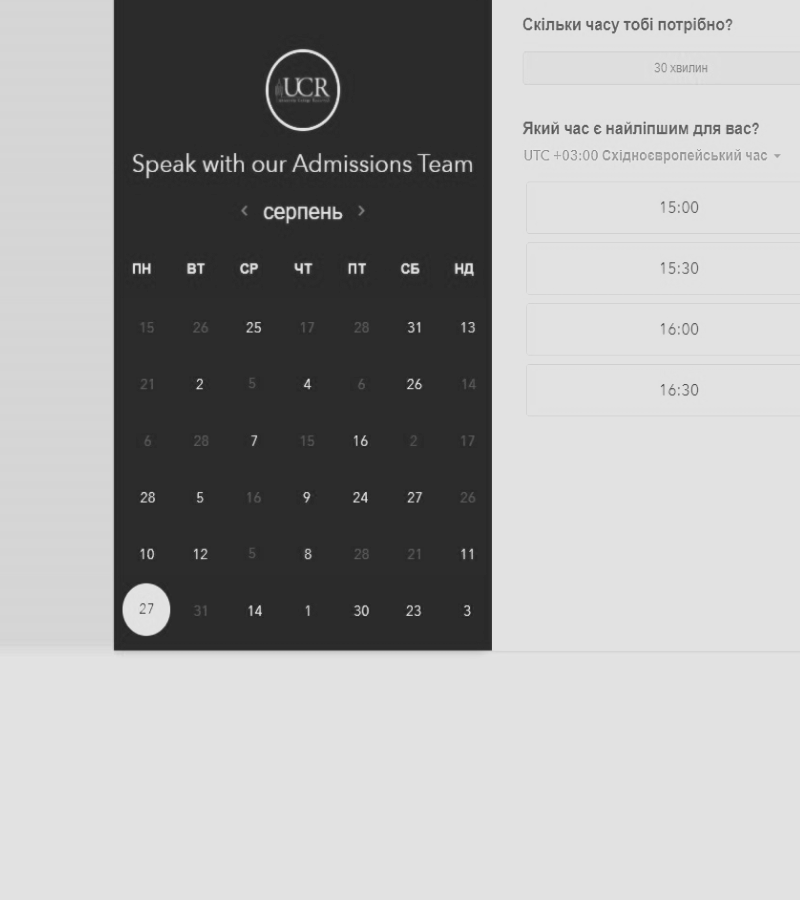 UCR
Speak with our Admissions Team
‹ серпень ›
ПН ВТ СР ЧТ ПТ СБ НД
15 26 25 17 28 31 13
21 2 5 4 6 26 14
6 28 7 15 16 2 17
28 5 16 9 24 27 26
10 12 5 8 28 21 11
27 31 14 1 30 23 3
Скільки часу тобі потрібно?
30 хвилин
Який час є найліпшим для вас?
UTC +03:00 Східноєвропейський час
15:00
15:30
16:00
16:30